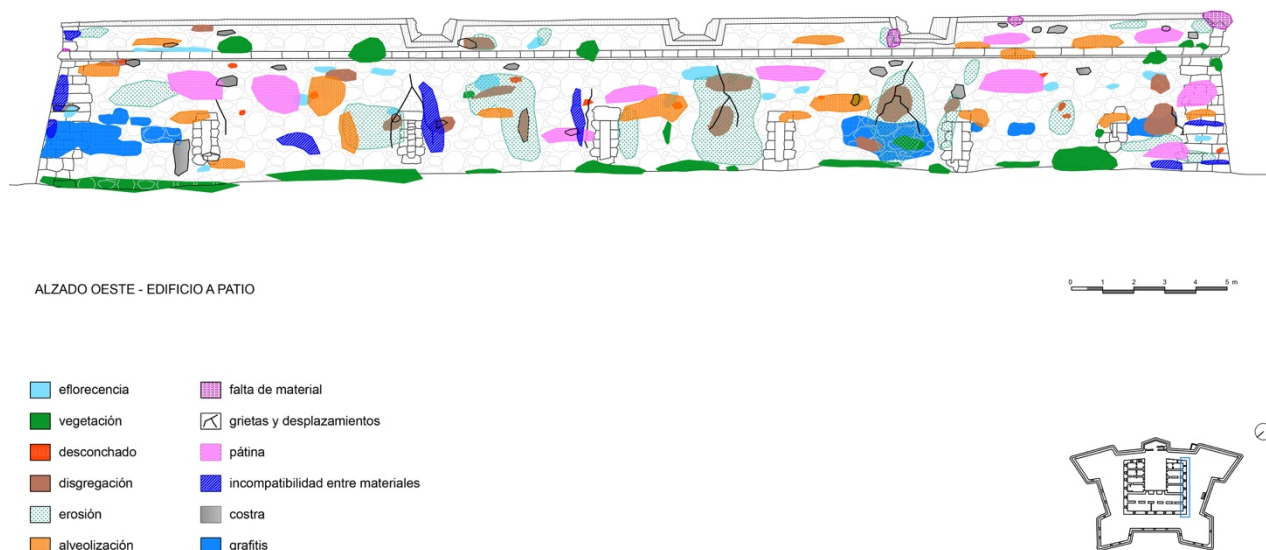 ALZADO OESTE - EDIFICIO A PATIO
0 1 2 3 4 5 m
eflorecencia
vegetación
desconchado
disgregación
erosión
alveolización
falta de material
grietas y desplazamientos
pátina
incompatibilidad entre materiales
costra
grafitis